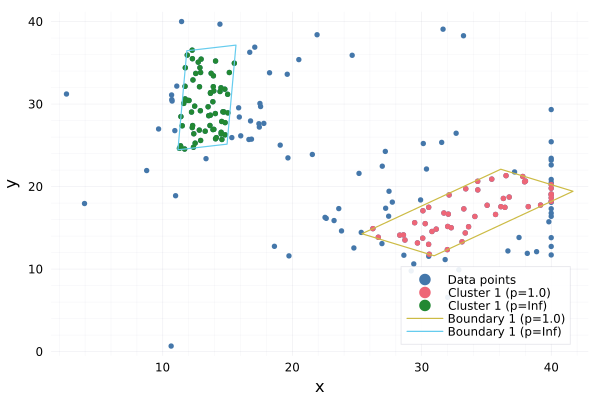 40
30
20
10
0
y
10
20
30
40
x
Data points
Cluster 1 (p=1.0)
Cluster 1 (p=Inf)
Boundary 1 (p=1.0)
Boundary 1 (p=Inf)